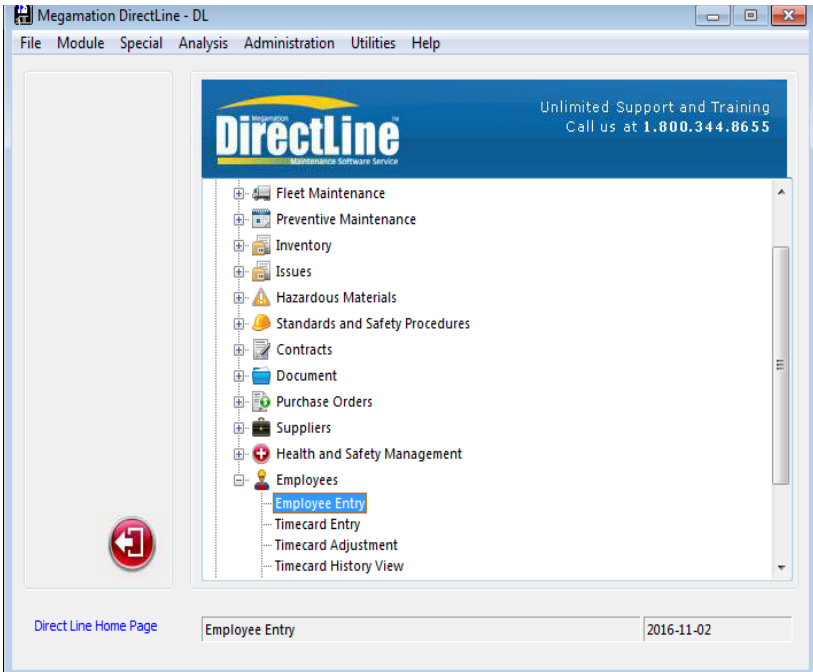 Megamation DirectLine - DL
File Module Special Analysis Administration Utilities Help
Megamation
DirectLine™
Maintenance Software Service
Unlimited Support and Training
Call us at 1.800.344.8655
Fleet Maintenance
Preventive Maintenance
Inventory
Issues
Hazardous Materials
Standards and Safety Procedures
Contracts
Document
Purchase Orders
Suppliers
Health and Safety Management
Employees
Employee Entry
Timecard Entry
Timecard Adjustment
Timecard History View
Direct Line Home Page
Employee Entry
2016-11-02